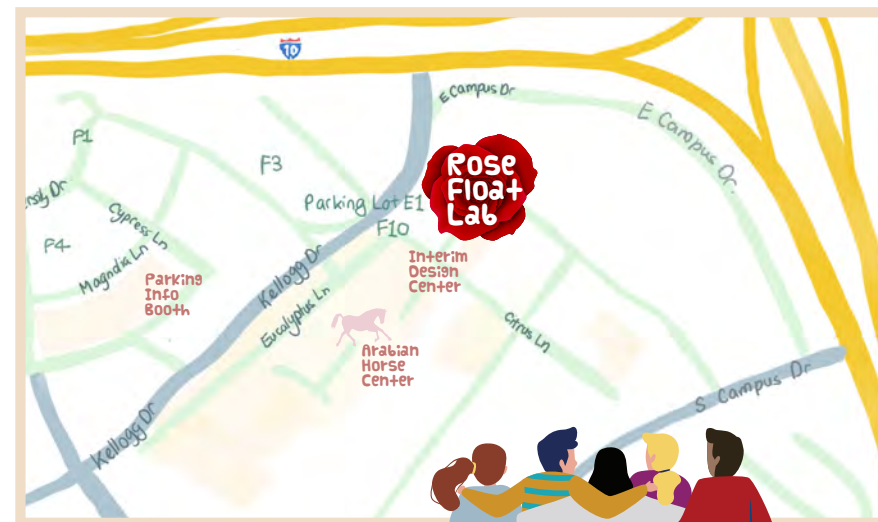 10
E Campus Dr
E Campus Dr.
P1
F3
Rose
Float
Lab
Parking Lot E1
F10
Cypress Ln
F4
Magnolia Ln
Parking
Info
Booth
Kellogg Dr
Interim
Design
Center
Eucalyptus Ln
Citrus Ln
Arabian
Horse
Center
S Campus Dr
Kellogg Dr